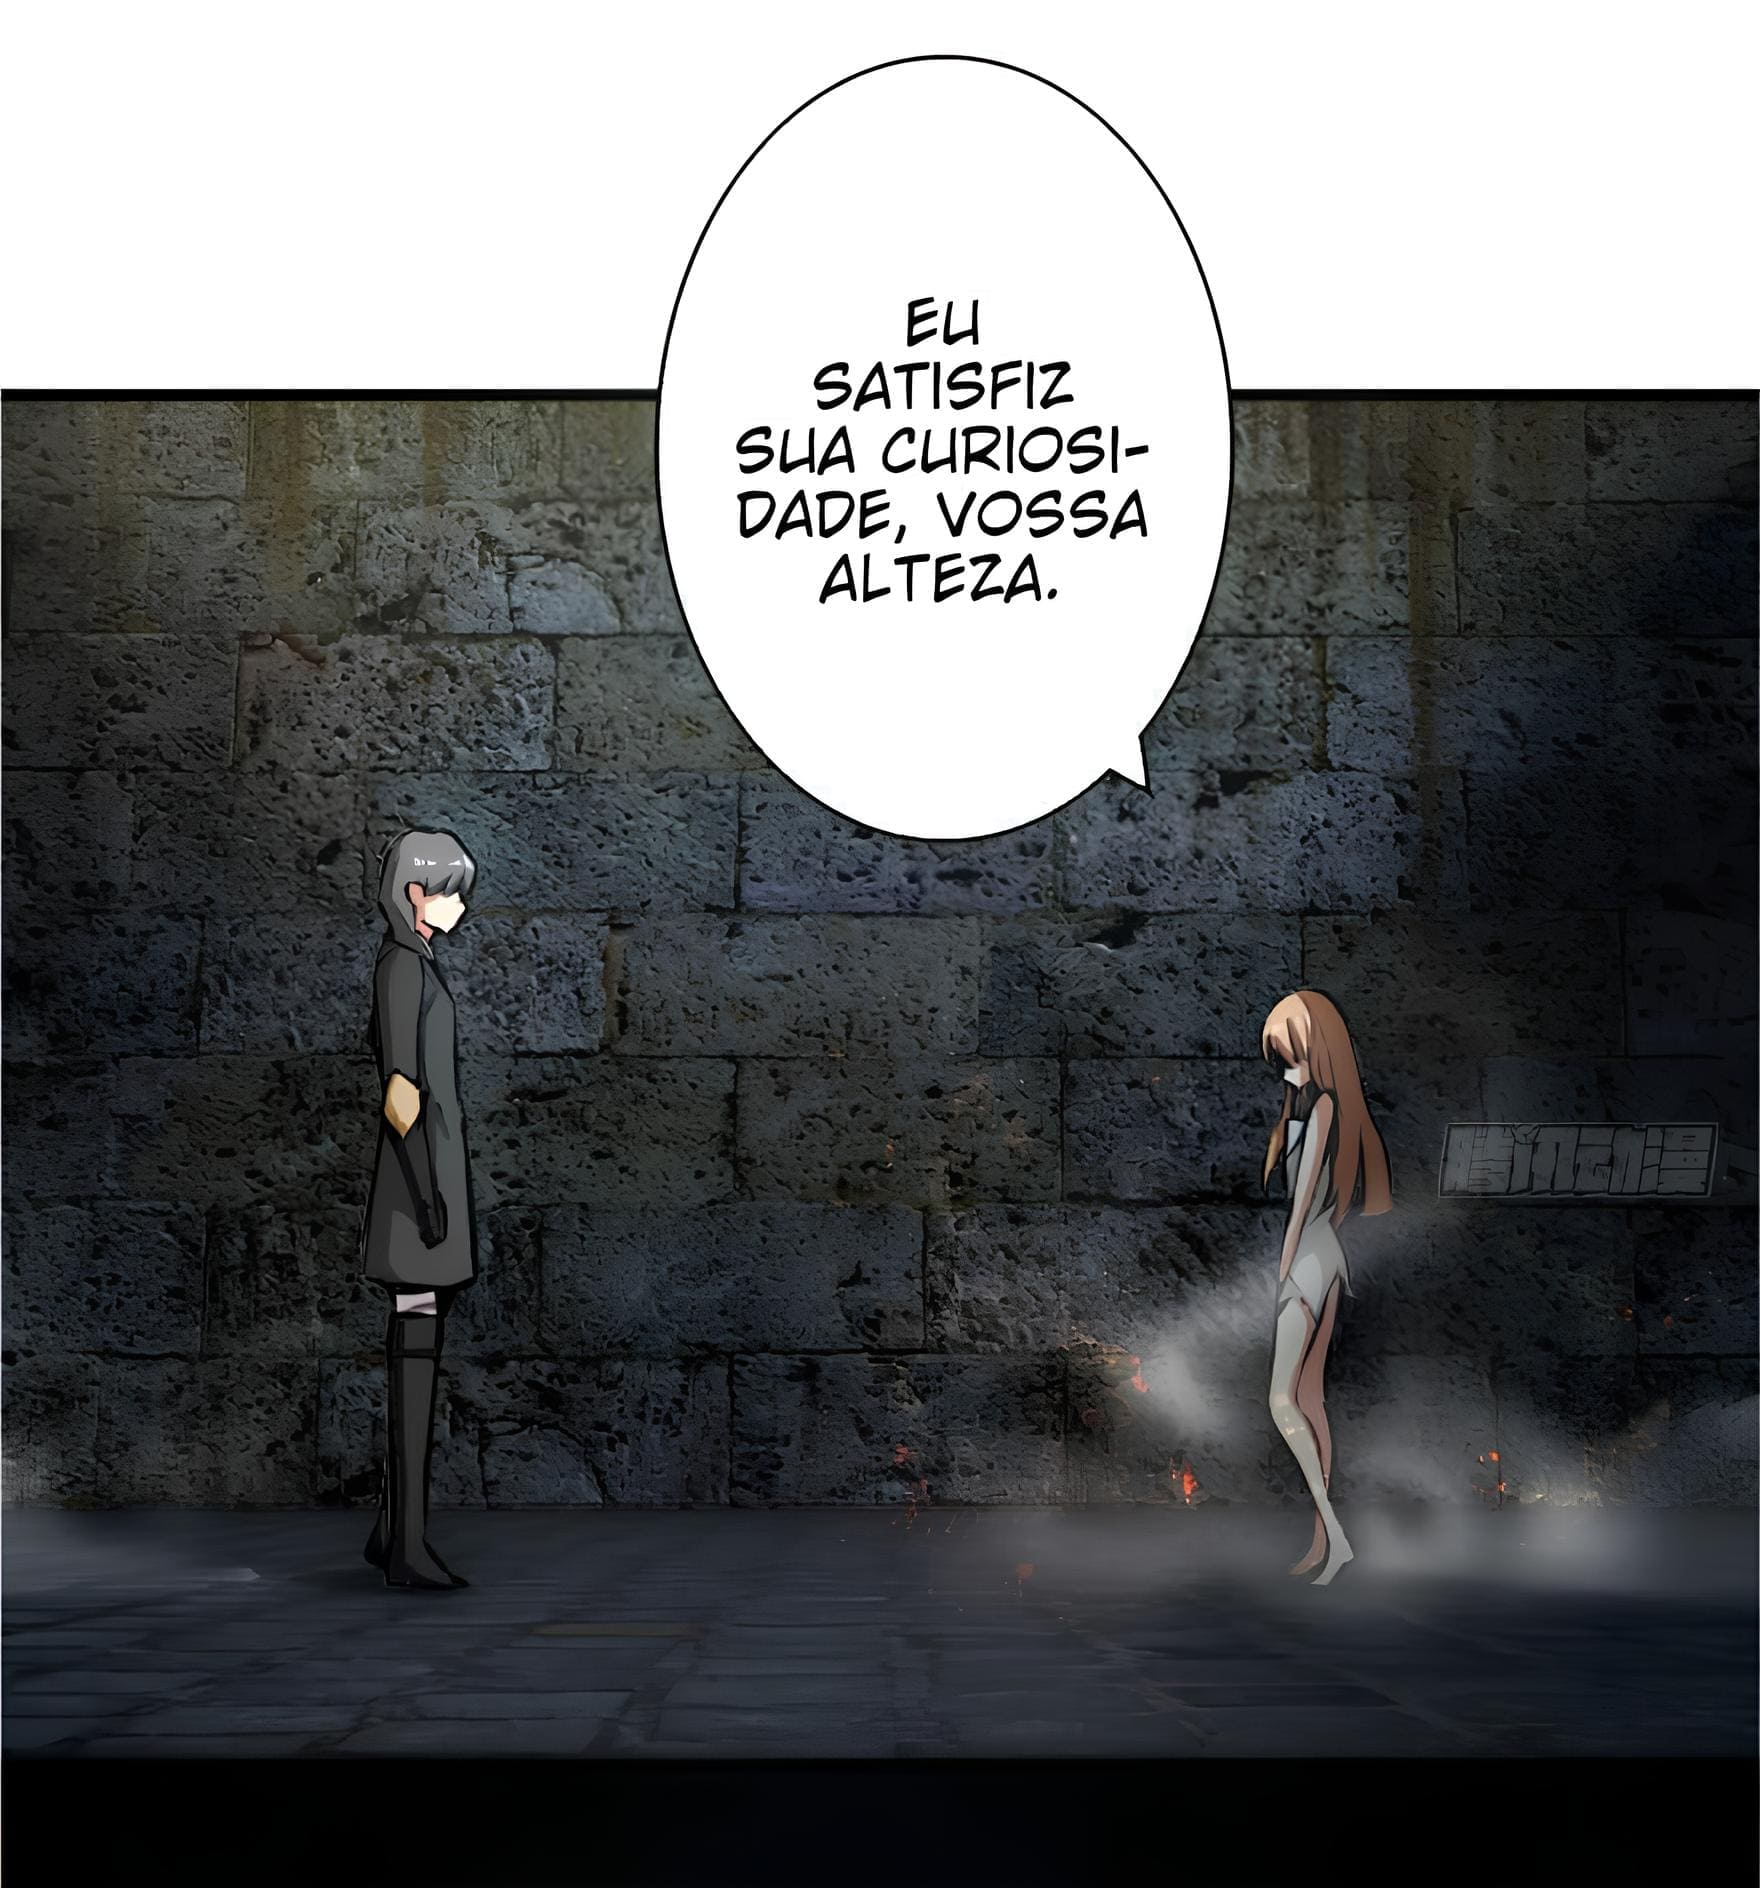 EU
SATISFIZ
SUA CURIOSI-
DADE, VOSSA
ALTEZA.